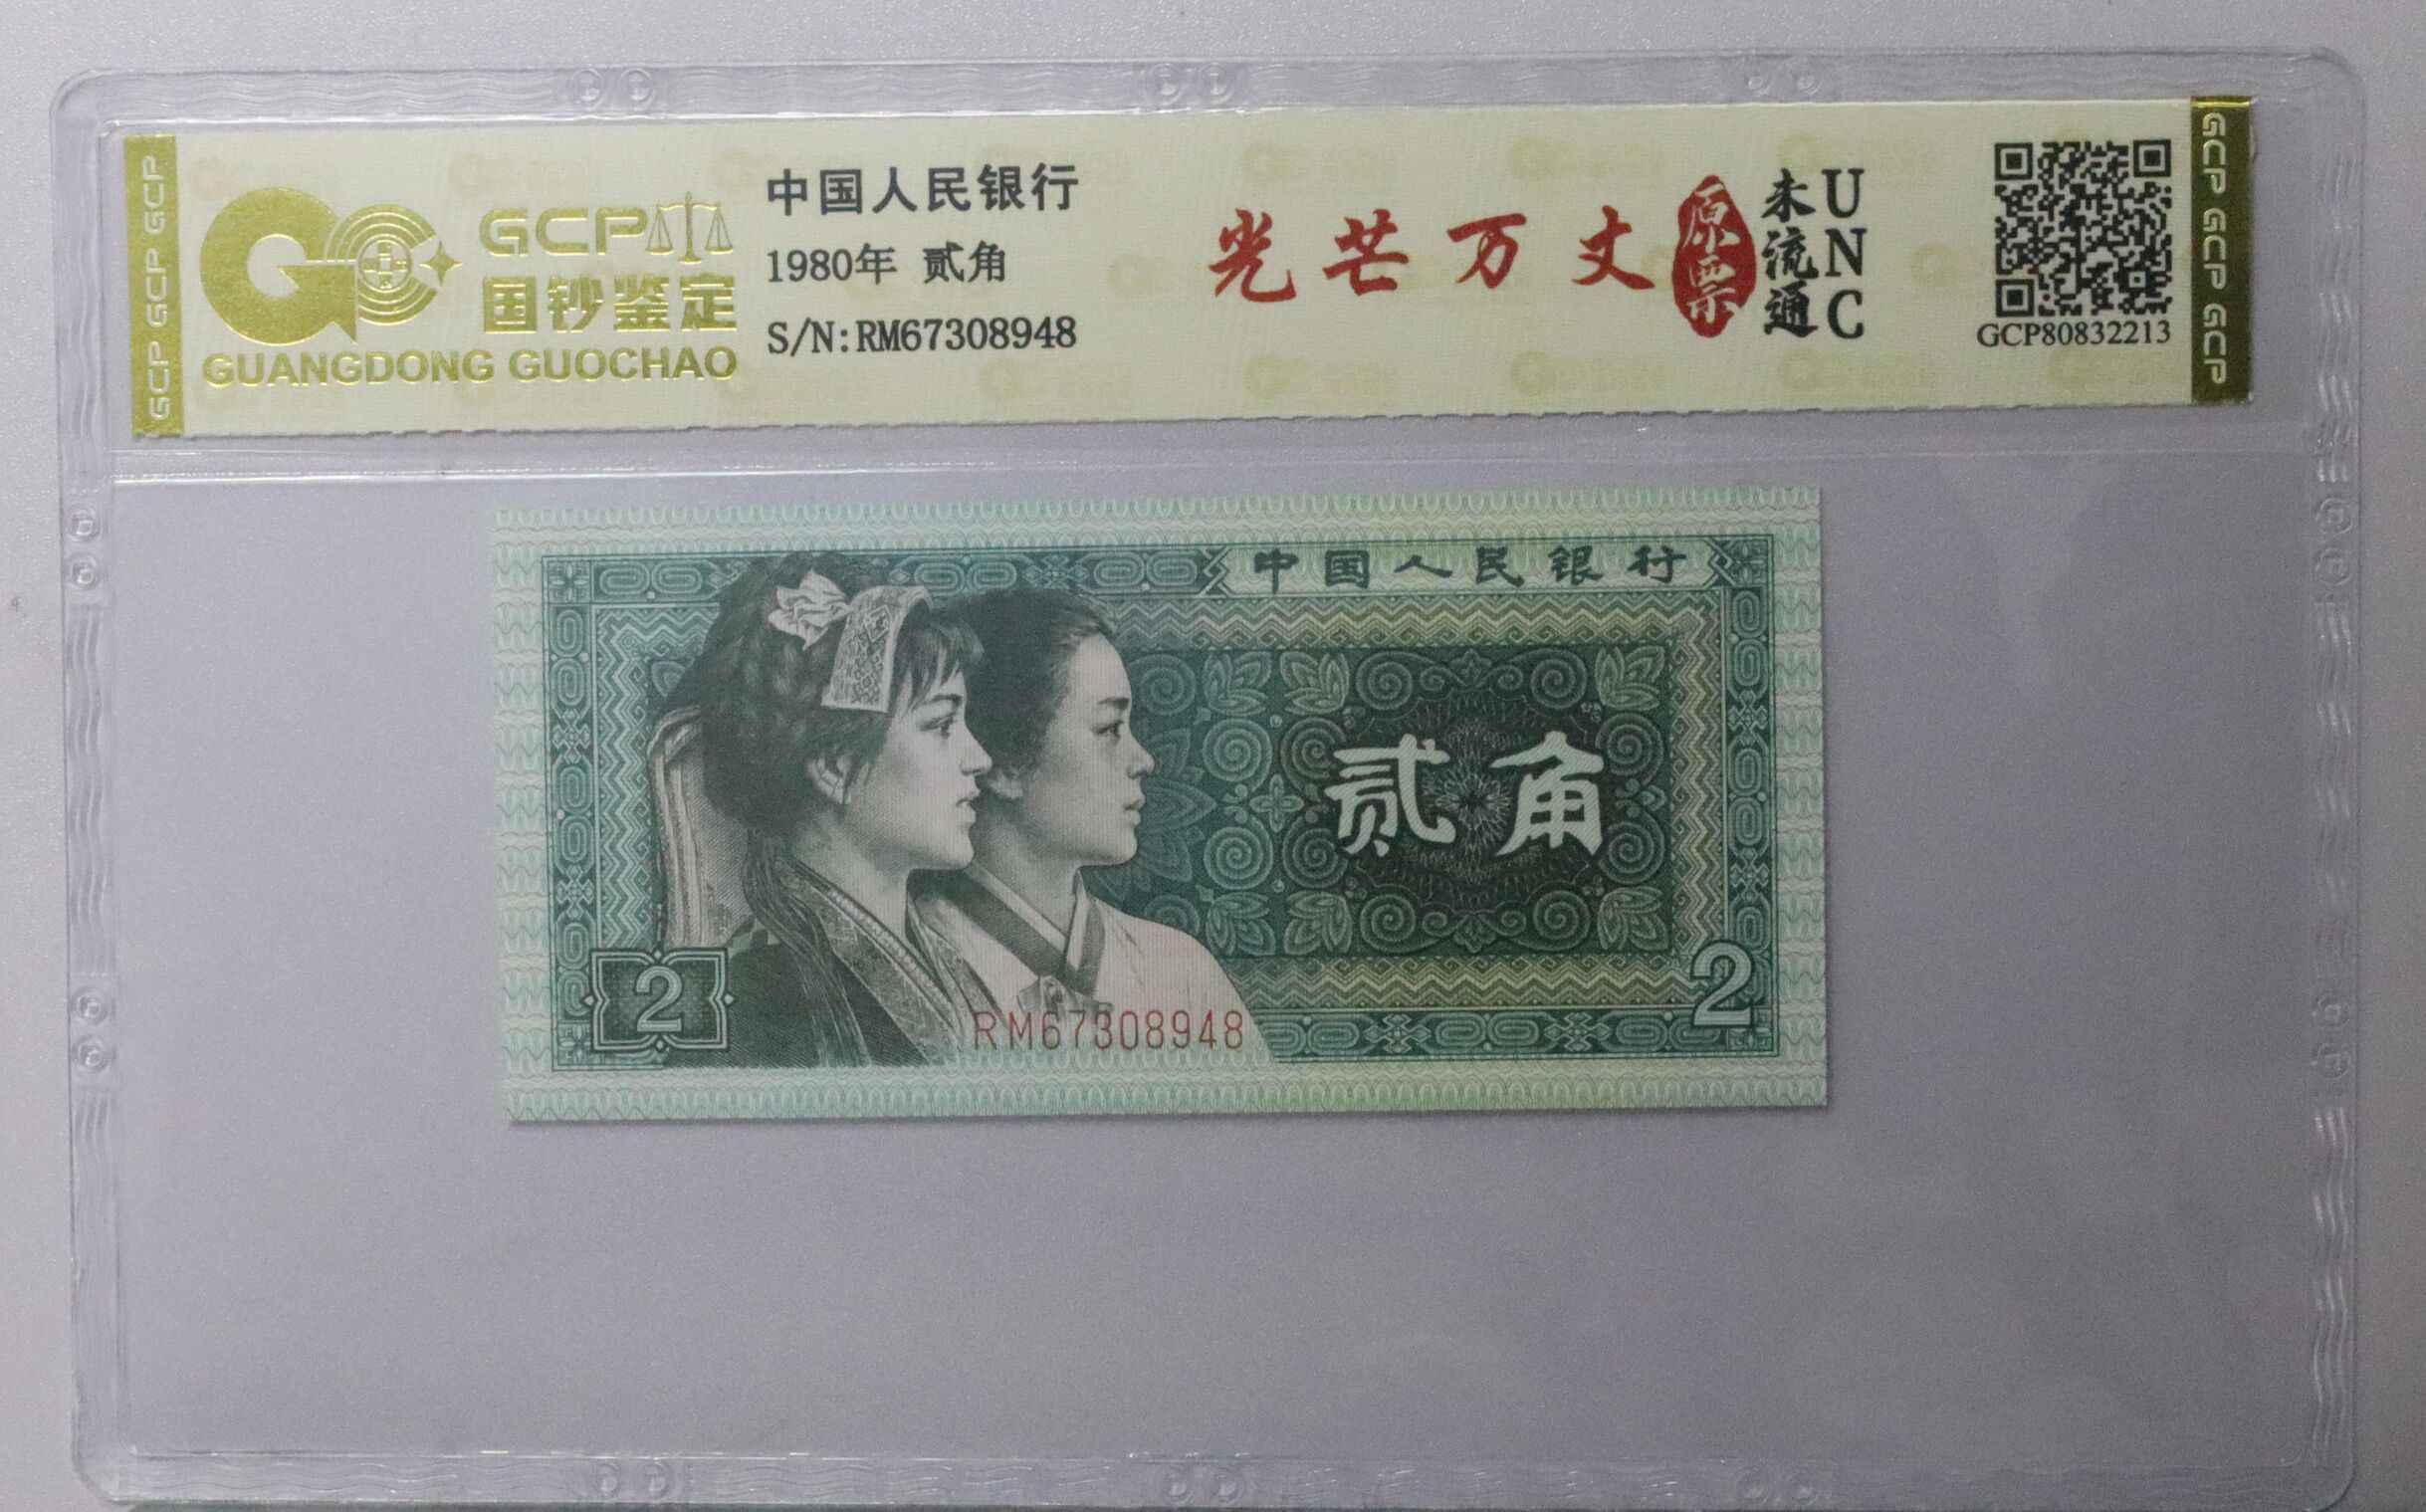 GCP GCP GCP
GCP
国钞鉴定
GUANGDONG GUOCHAO
中国人民银行
1980年 贰角
S/N:RM67308948
光芒万丈
原票
未流通
UNC
GCP80832213
GCP GCP GCP
中国人民银行
贰角
2
RM67308948
2